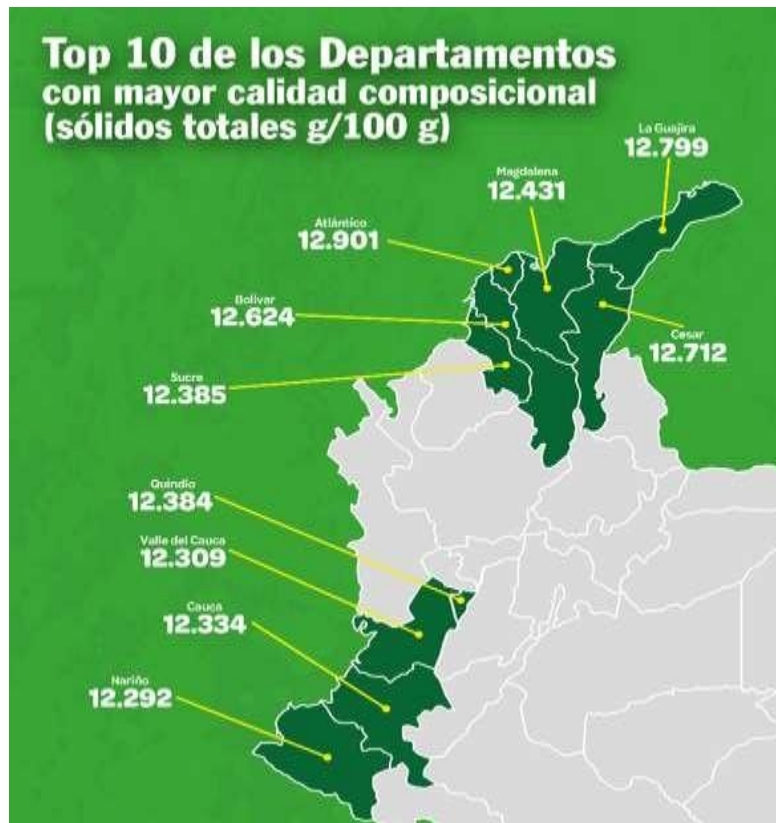 Top 10 de los Departamentos
con mayor calidad composicional
(sólidos totales g/100 g)
La Guajira
12.799
Magdalena
12.431
Atlántico
12.901
Bolívar
12.624
Cesar
12.712
Sucre
12.385
Quindío
12.384
Valle del Cauca
12.309
Cauca
12.334
Nariño
12.292